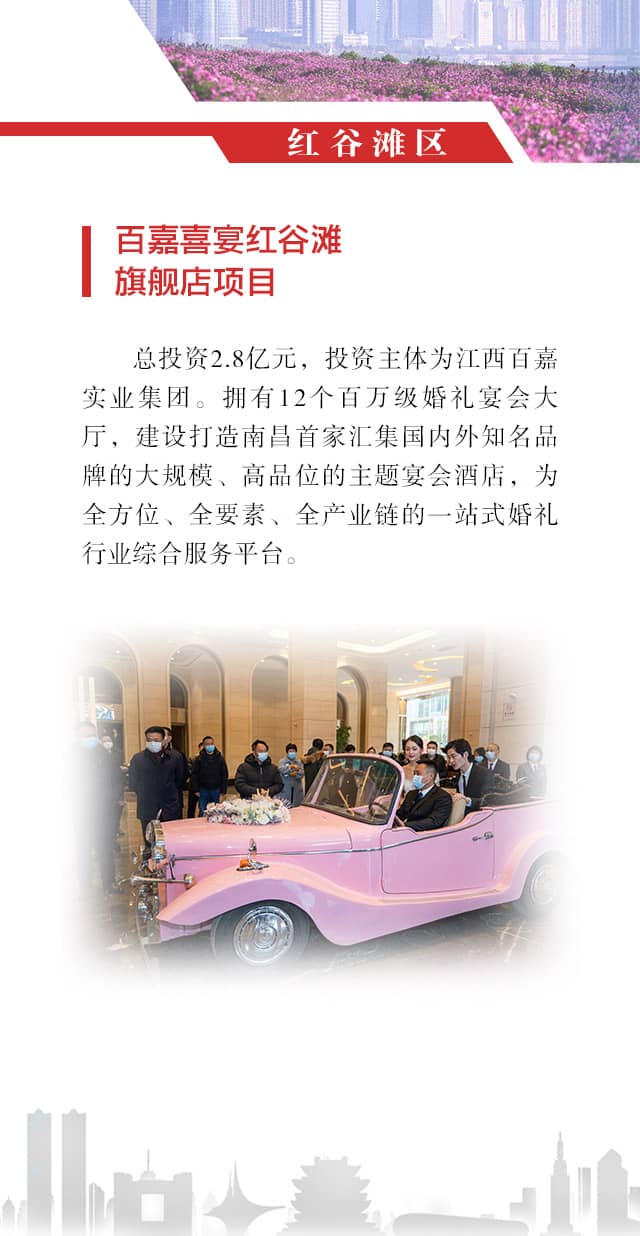 红谷滩区
百嘉喜宴红谷滩
旗舰店项目
总投资2.8亿元，投资主体为江西百嘉
实业集团。拥有12个百万级婚礼宴会大
厅，建设打造南昌首家汇集国内外知名品
牌的大规模、高品位的主题宴会酒店，为
全方位、全要素、全产业链的一站式婚礼
行业综合服务平台。